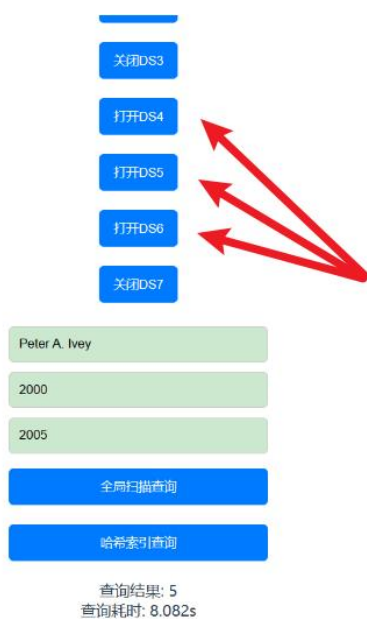 关闭DS3
打开DS4
打开DS5
打开DS6
关闭DS7
Peter A. Ivey
2000
2005
全局扫描查询
哈希索引查询
查询结果: 5
查询耗时: 8.082s